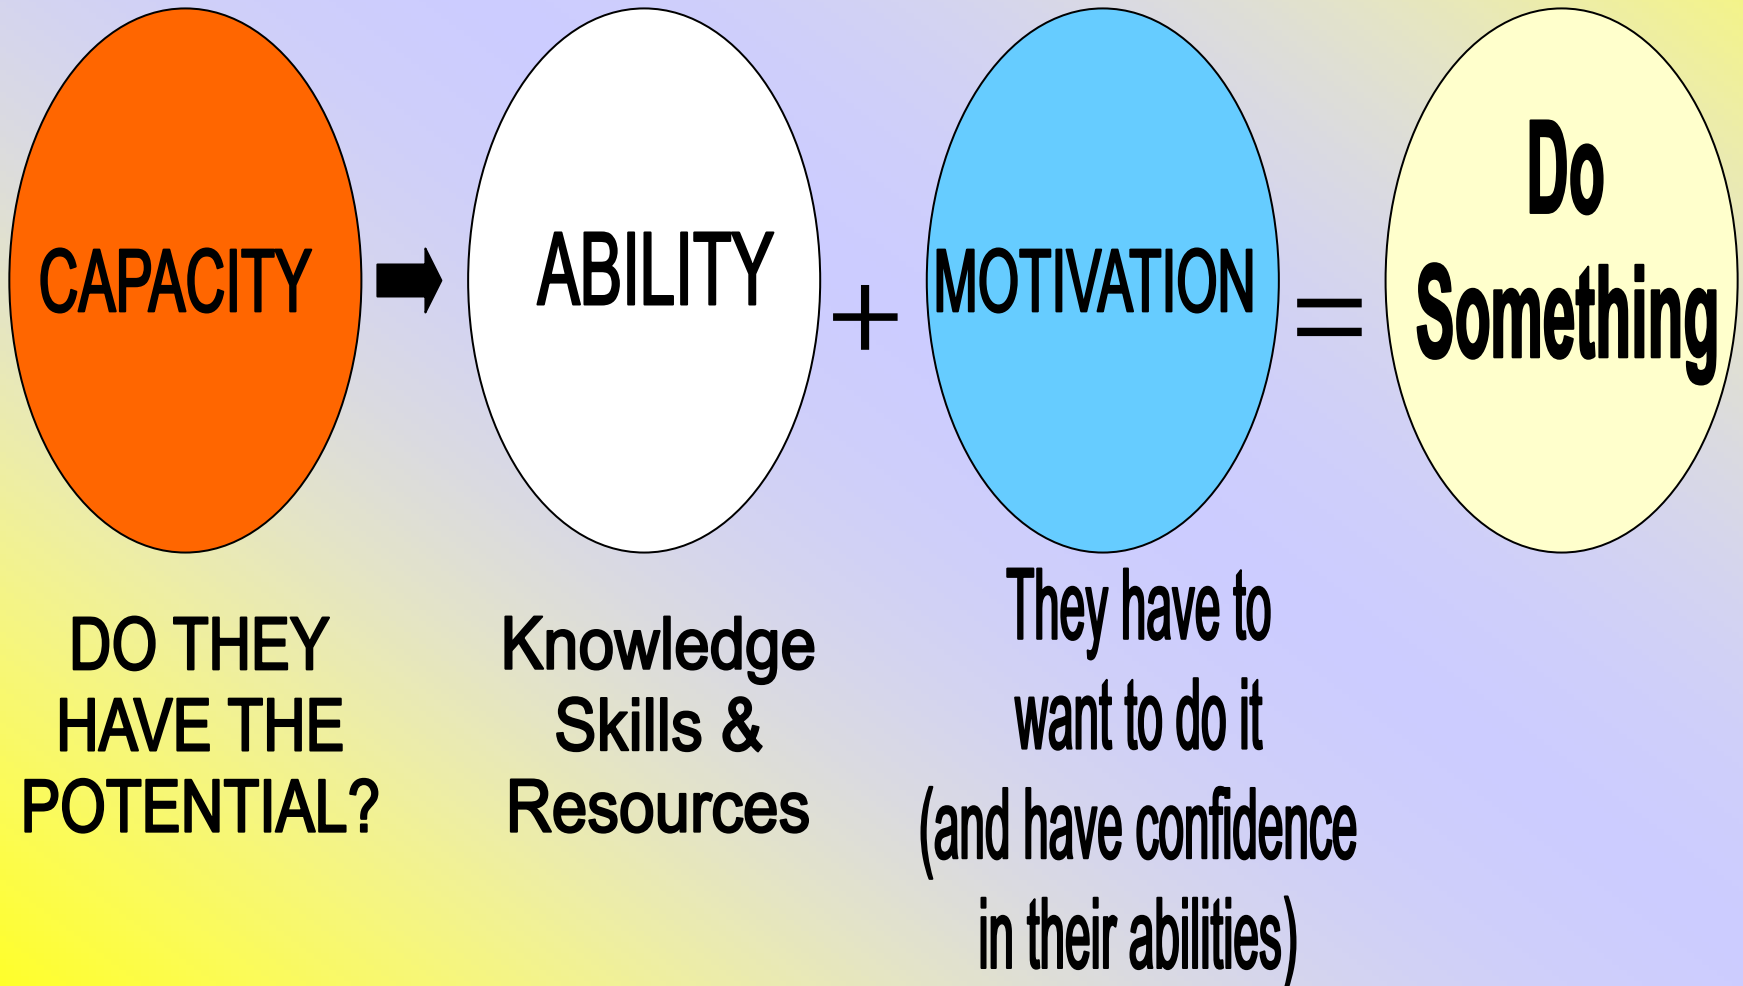 CAPACITY
ABILITY
+
MOTIVATION
=
Do
Something
DO THEY
HAVE THE
POTENTIAL?
Knowledge
Skills &
Resources
They have to
want to do it
(and have confidence
in their abilities)